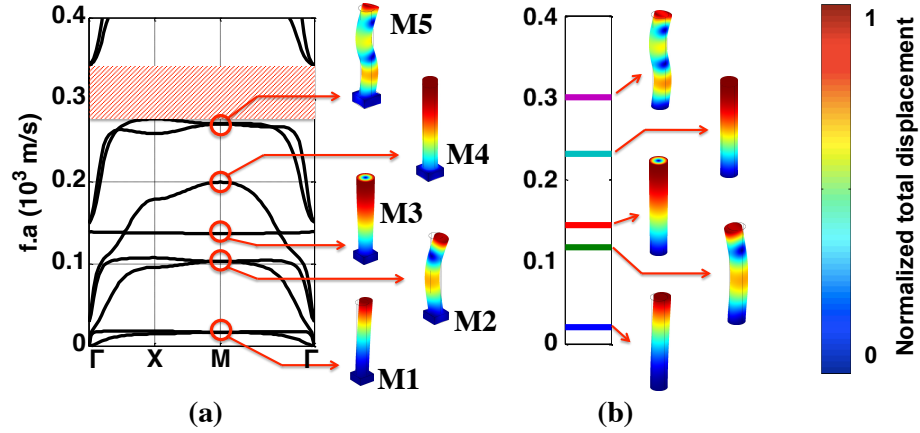 f.a (10³ m/s)
0.4
0.3
0.2
0.1
0
Γ X M Γ
M5
M4
M3
M2
M1
(a)
(b)
0.4
0.3
0.2
0.1
0
1
0
Normalized total displacement